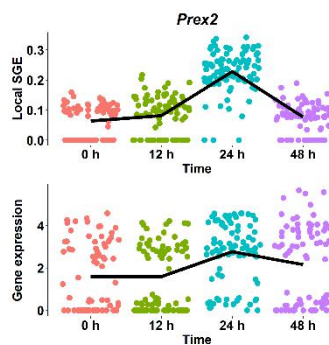 Prex2
Local SGE
0.3
0.2
0.1
0.0
0 h 12 h 24 h 48 h
Time
Gene expression
4
2
0
0 h 12 h 24 h 48 h
Time